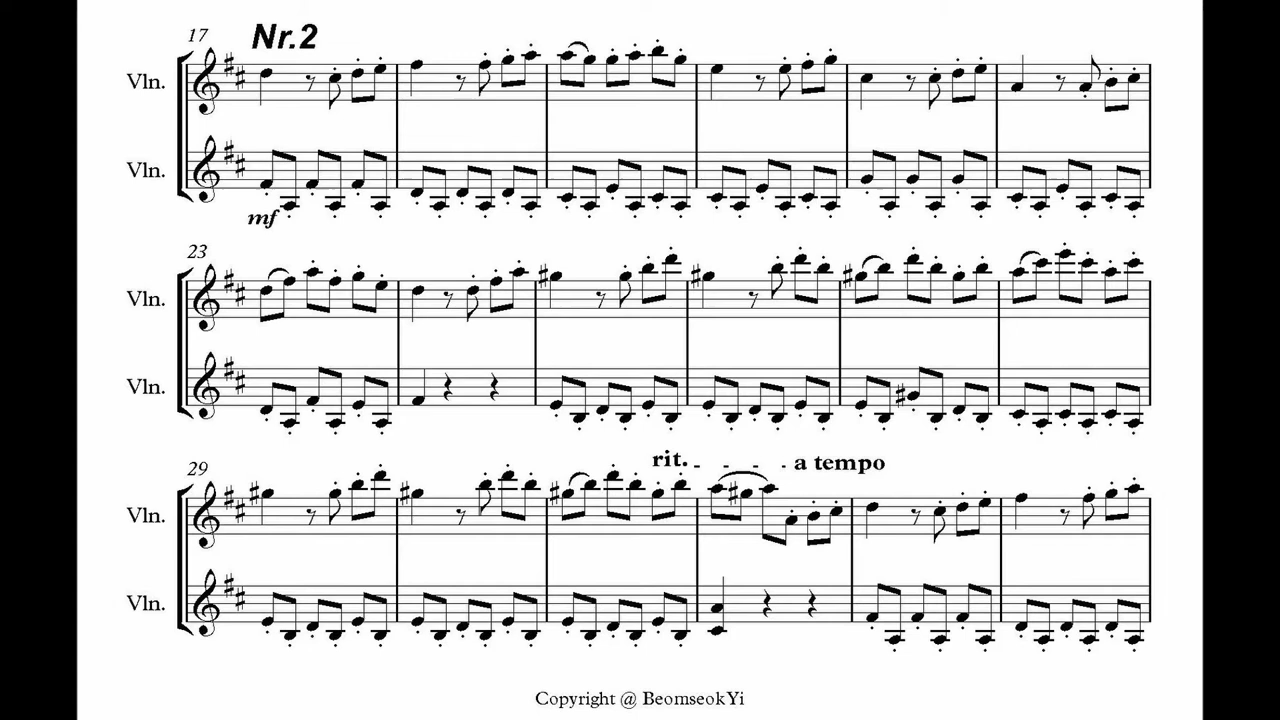 17 Nr.2
Vln.
Vln.
mf
23
Vln.
Vln.
rit. - - - - a tempo
29
Vln.
Vln.
Copyright @ BeomseokYi